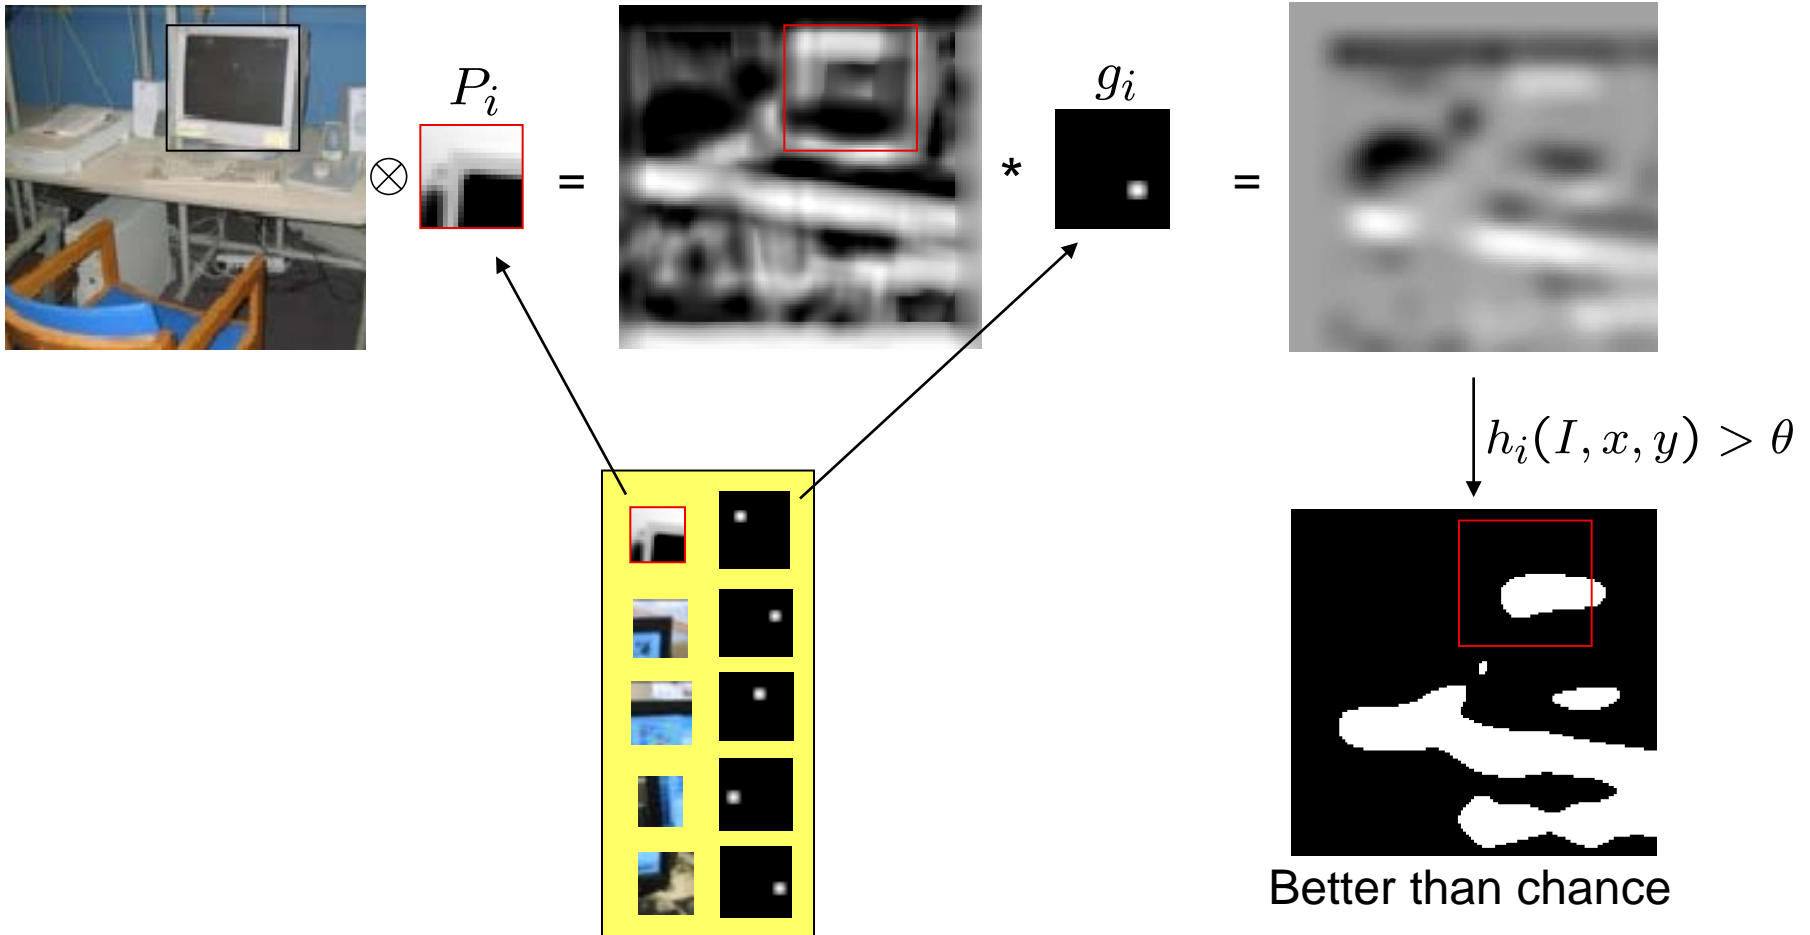 P_i
g_i
⊗ = * =
h_i(I, x, y) > θ
Better than chance